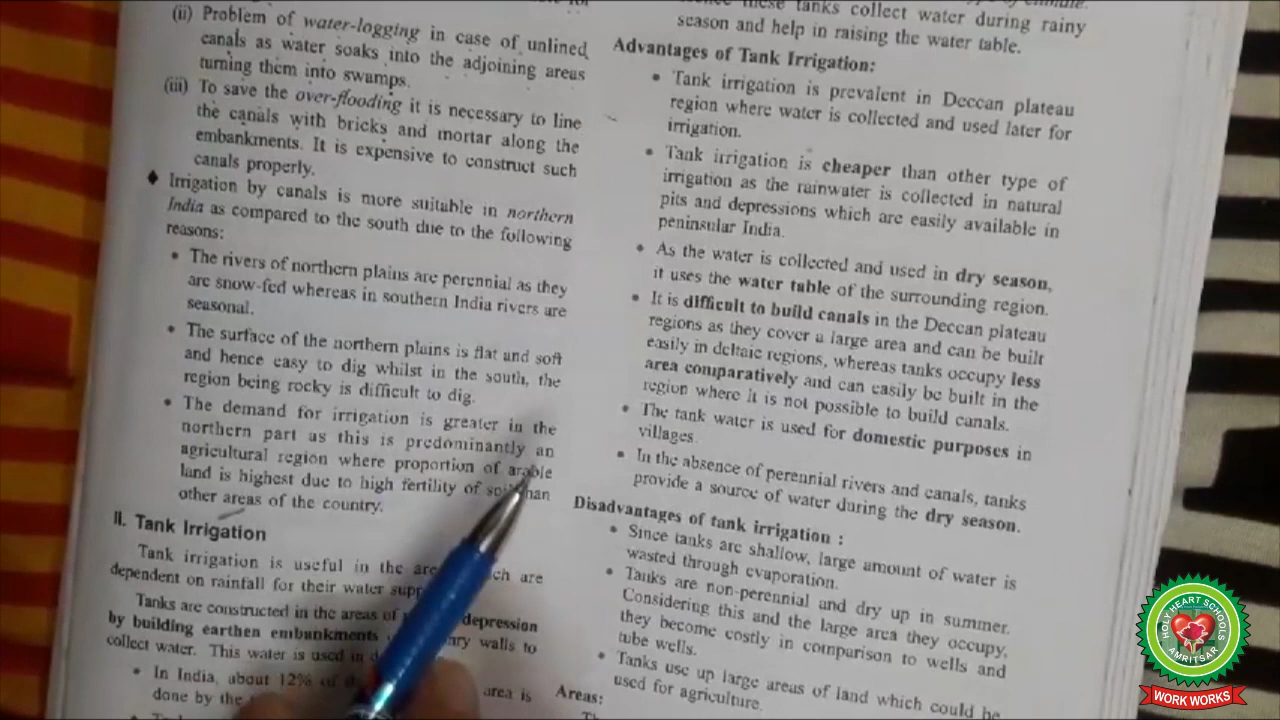 (ii) Problem of water-logging in case of unlined
canals as water soaks into the adjoining areas
turning them into swamps.
(iii) To save the over-flooding it is necessary to line
the canals with bricks and mortar along the
embankments. It is expensive to construct such
canals properly.
♦ Irrigation by canals is more suitable in northern
India as compared to the south due to the following
reasons:
• The rivers of northern plains are perennial as they
are snow-fed whereas in southern India rivers are
seasonal.
• The surface of the northern plains is flat and soft
and hence easy to dig whilst in the south, the
region being rocky is difficult to dig.
• The demand for irrigation is greater in the
northern part as this is predominantly an
agricultural region where proportion of arable
land is highest due to high fertility of soil than
other areas of the country.
II. Tank Irrigation
Tank irrigation is useful in the are which are
dependent on rainfall for their water supp
Tanks are constructed in the areas of depression
by building earthen embankments walls to
collect water. This water is used in
• In India, about 12% of area is
done by the
these tanks collect water during rainy
season and help in raising the water table.
Advantages of Tank Irrigation:
• Tank irrigation is prevalent in Deccan plateau
region where water is collected and used later for
irrigation.
• Tank irrigation is cheaper than other type of
irrigation as the rainwater is collected in natural
pits and depressions which are easily available in
peninsular India.
• As the water is collected and used in dry season,
it uses the water table of the surrounding region.
• It is difficult to build canals in the Deccan plateau
regions as they cover a large area and can be built
easily in deltaic regions, whereas tanks occupy less
area comparatively and can easily be built in the
region where it is not possible to build canals.
• The tank water is used for domestic purposes in
villages.
• In the absence of perennial rivers and canals, tanks
provide a source of water during the dry season.
Disadvantages of tank irrigation :
• Since tanks are shallow, large amount of water is
wasted through evaporation.
• Tanks are non-perennial and dry up in summer.
Considering this and the large area they occupy,
they become costly in comparison to wells and
tube wells.
• Tanks use up large areas of land which could be
used for agriculture.
Areas:
HOLY HEART SCHOOLS
AMRITSAR
WORK WORKS